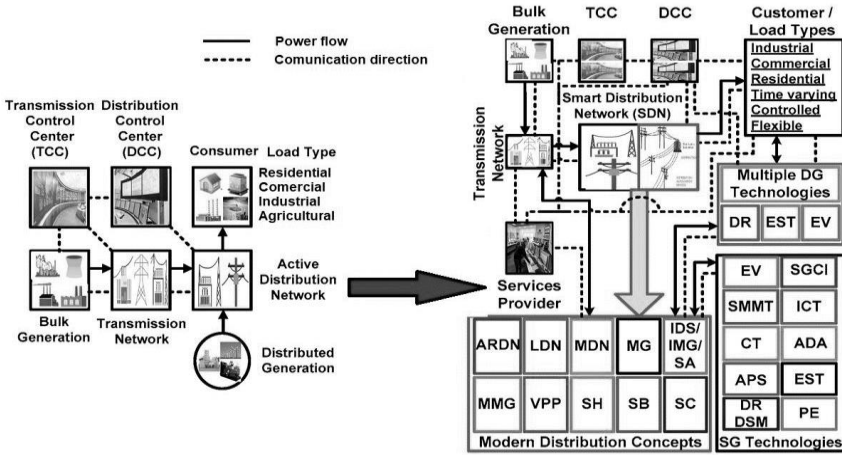 Power flow
Comunication direction
Transmission
Control
Center
(TCC)
Distribution
Control
Center
(DCC)
Consumer
Load Type
Residential
Comercial
Industrial
Agricultural
Active
Distribution
Network
Bulk
Generation
Transmission
Network
Distributed
Generation
Bulk
Generation
TCC
DCC
Customer /
Load Types
Industrial
Commercial
Residential
Time varying
Controlled
Flexible
Smart Distribution
Network (SDN)
Transmission
Network
Multiple DG
Technologies
DR
EST
EV
Services
Provider
ARDN
LDN
MDN
MG
IDS/
IMG/
SA
MMG
VPP
SH
SB
SC
Modern Distribution Concepts
EV
SGCI
SMMT
ICT
CT
ADA
APS
EST
DR
DSM
PE
SG Technologies